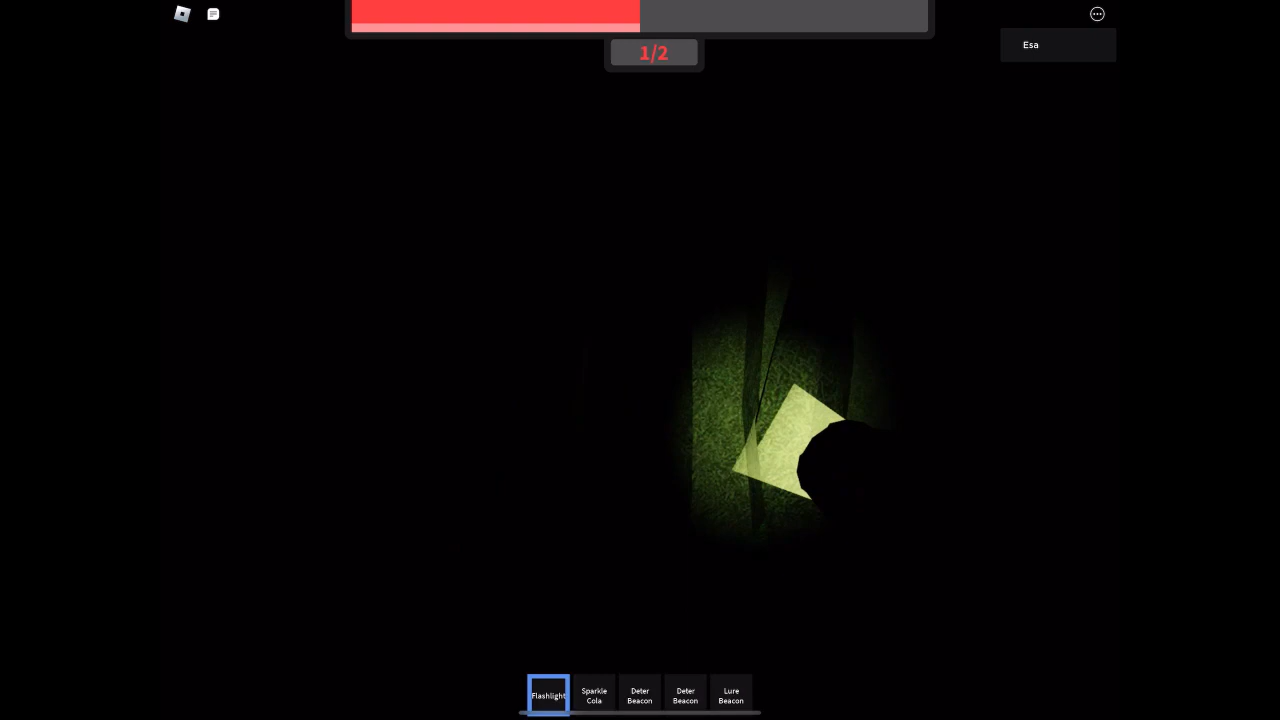 1/2
Esa
Flashlight
Sparkle
Cola
Deter
Beacon
Deter
Beacon
Lure
Beacon